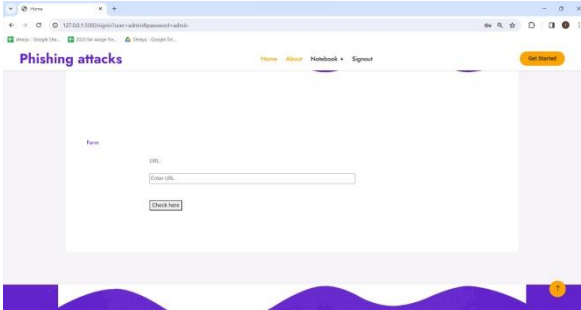 Home
127.0.0.1:5000/signin?user=admin&password=admin
Phishing attacks
Home About Notebook + Signout
Get Started
Form
URL:
Enter URL
Check here